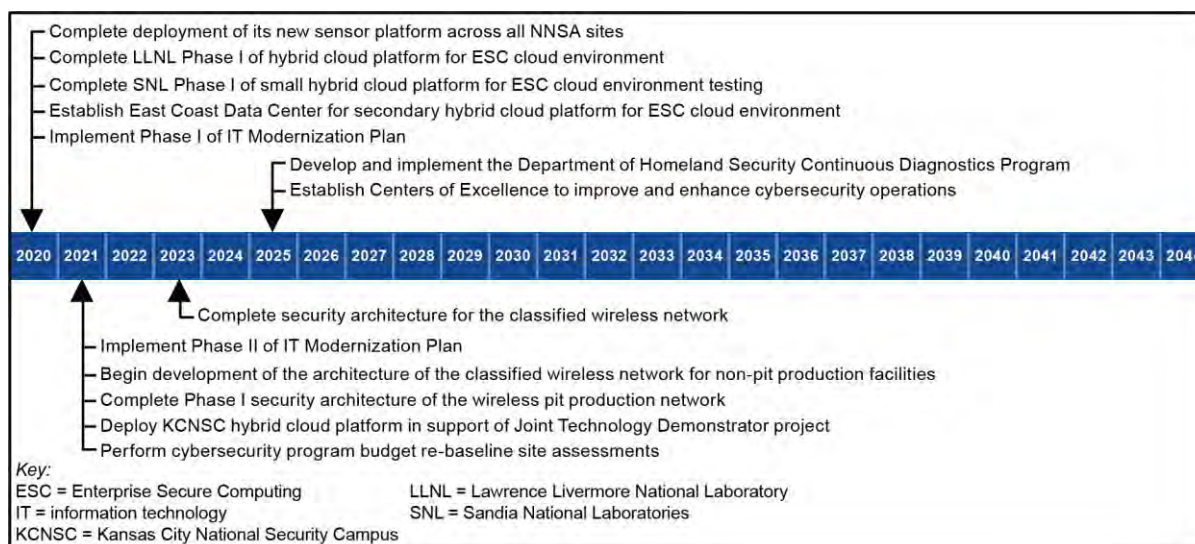 Complete deployment of its new sensor platform across all NNSA sites
Complete LLNL Phase I of hybrid cloud platform for ESC cloud environment
Complete SNL Phase I of small hybrid cloud platform for ESC cloud environment testing
Establish East Coast Data Center for secondary hybrid cloud platform for ESC cloud environment
Implement Phase I of IT Modernization Plan
Develop and implement the Department of Homeland Security Continuous Diagnostics Program
Establish Centers of Excellence to improve and enhance cybersecurity operations
2020 2021 2022 2023 2024 2025 2026 2027 2028 2029 2030 2031 2032 2033 2034 2035 2036 2037 2038 2039 2040 2041 2042 2043
Complete security architecture for the classified wireless network
Implement Phase II of IT Modernization Plan
Begin development of the architecture of the classified wireless network for non-pit production facilities
Complete Phase I security architecture of the wireless pit production network
Deploy KCNSC hybrid cloud platform in support of Joint Technology Demonstrator project
Perform cybersecurity program budget re-baseline site assessments
Key:
ESC = Enterprise Secure Computing LLNL = Lawrence Livermore National Laboratory
IT = information technology SNL = Sandia National Laboratories
KCNSC = Kansas City National Security Campus